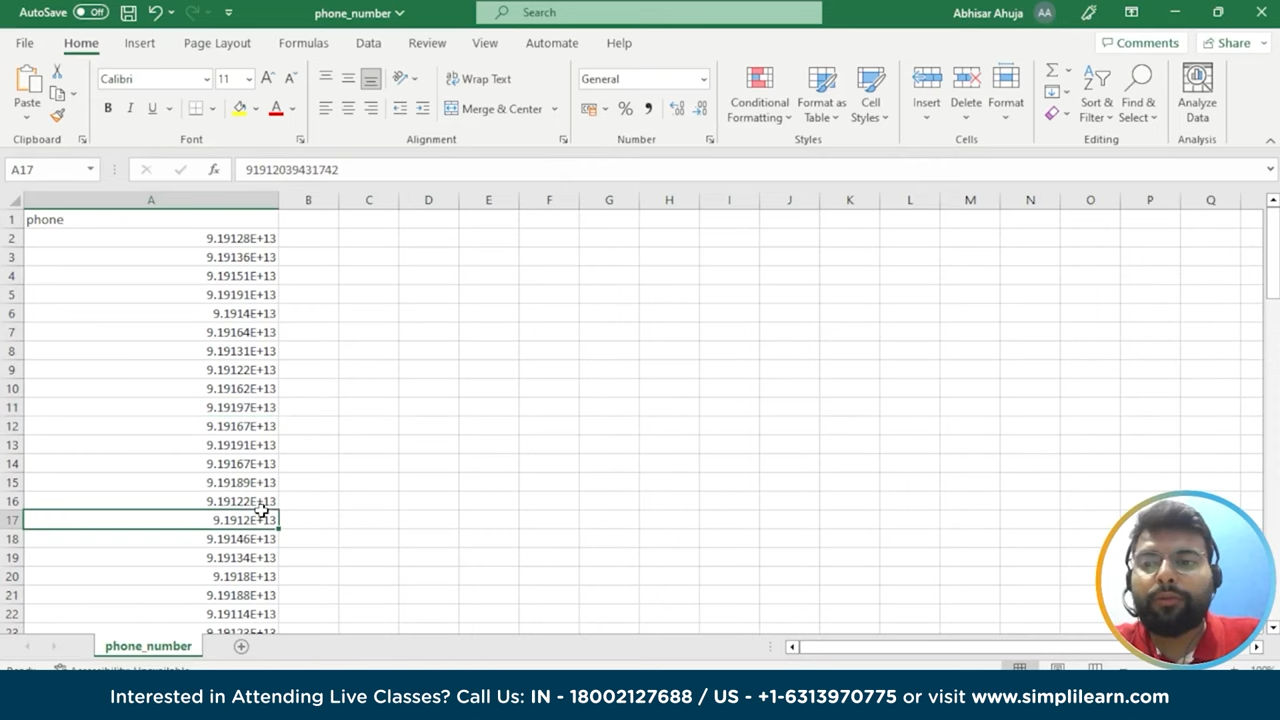 AutoSave Off phone_number Search Abhisar Ahuja AA
File Home Insert Page Layout Formulas Data Review View Automate Help Comments Share
Calibri 11 A A Wrap Text General
Paste B I U A Merge & Center % Conditional Formatting Format as Table Cell Styles Insert Delete Format Sort & Filter Find & Select Analyze Data
Clipboard Font Alignment Number Styles Cells Editing Analysis
A17 fx 91912039431742
A B C D E F G H I J K L M N O P Q
1 phone
2 9.19128E+13
3 9.19136E+13
4 9.19151E+13
5 9.19191E+13
6 9.1914E+13
7 9.19164E+13
8 9.19131E+13
9 9.19122E+13
10 9.19162E+13
11 9.19197E+13
12 9.19167E+13
13 9.19191E+13
14 9.19167E+13
15 9.19189E+13
16 9.19122E+13
17 9.1912E+13
18 9.19146E+13
19 9.19134E+13
20 9.1918E+13
21 9.19188E+13
22 9.19114E+13
23 9.19123E+13
phone_number
Interested in Attending Live Classes? Call Us: IN - 18002127688 / US - +1-6313970775 or visit www.simplilearn.com